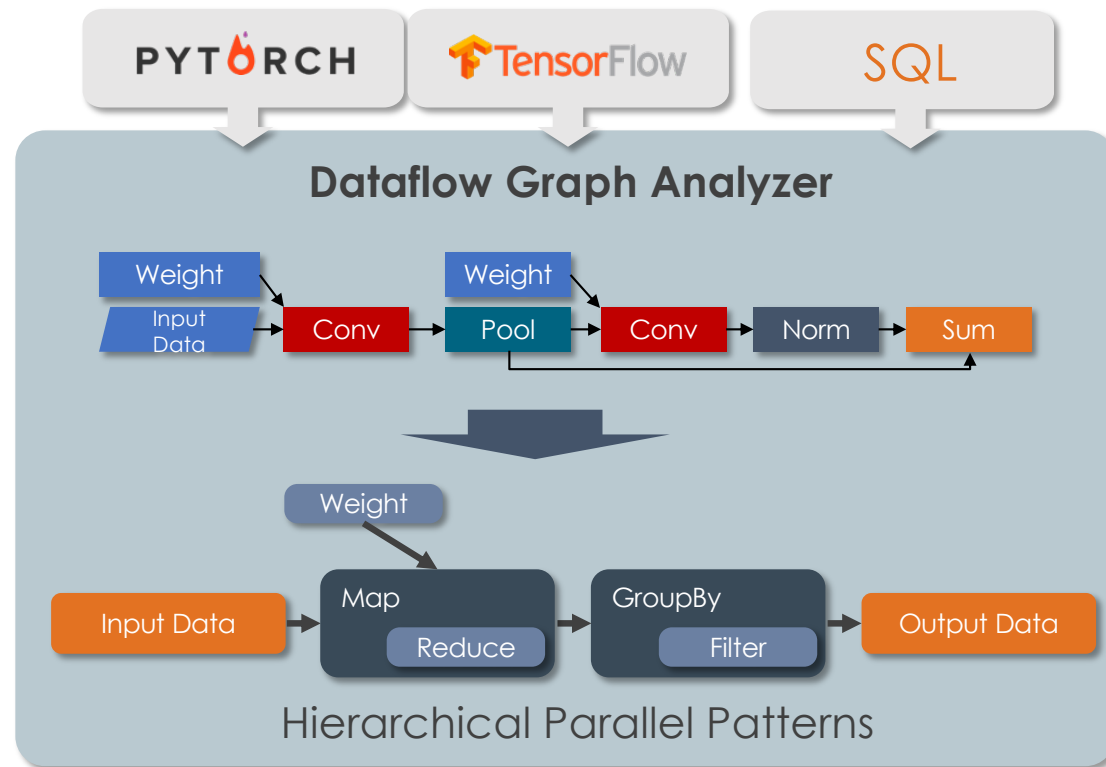 PYTORCH
TensorFlow
SQL
Dataflow Graph Analyzer
Weight
Weight
Input
Data
Conv
Pool
Conv
Norm
Sum
Weight
Map
GroupBy
Input Data
Output Data
Reduce
Filter
Hierarchical Parallel Patterns